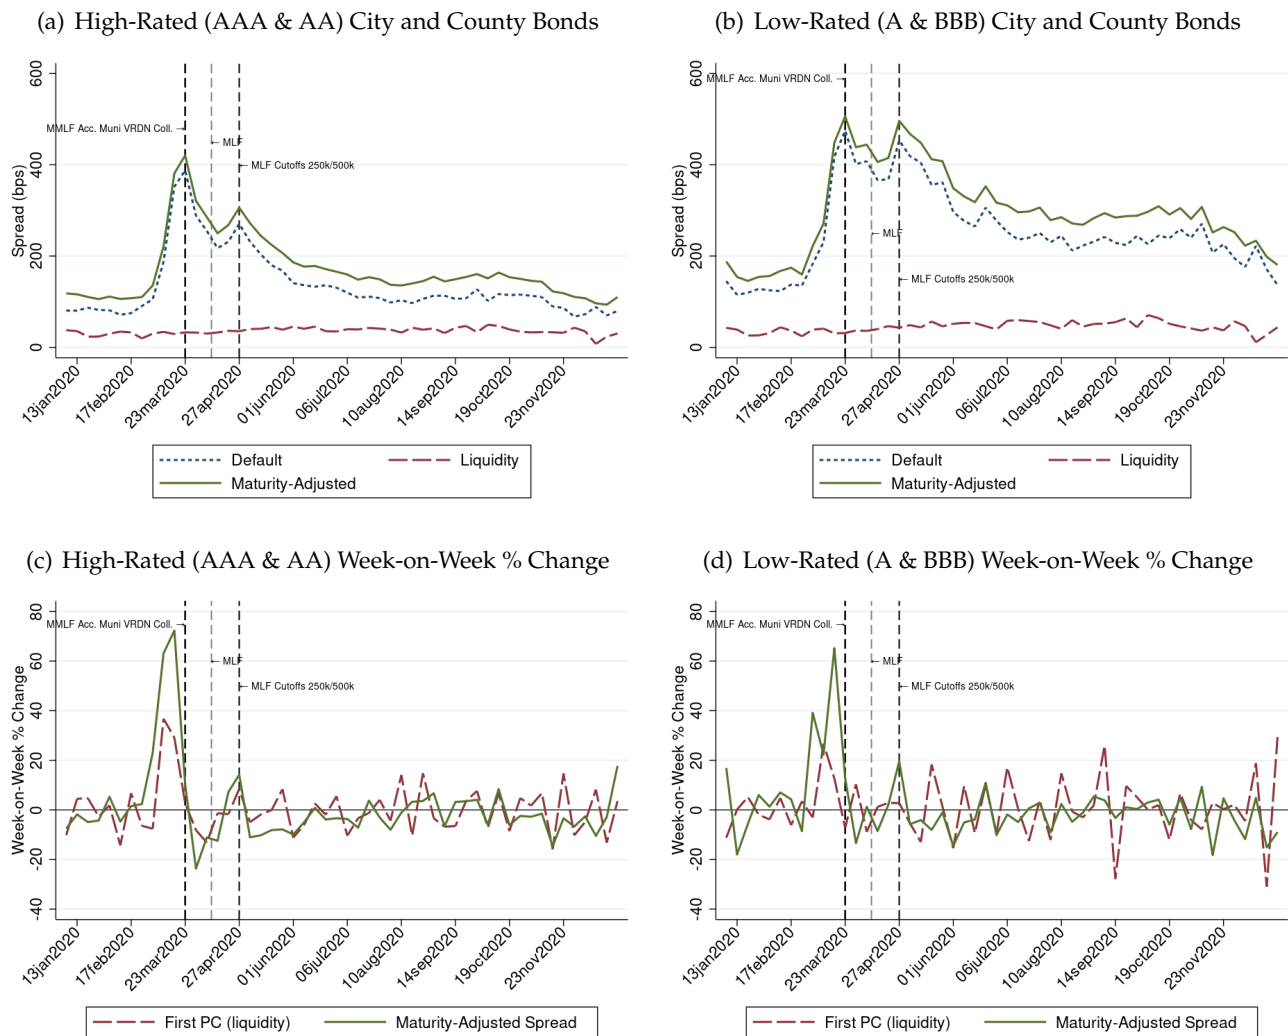 (a) High-Rated (AAA & AA) City and County Bonds
600
400
200
0
Spread (bps)
MMLF Acc. Muni VRDN Coll. →
← MLF
← MLF Cutoffs 250k/500k
13jan2020
17feb2020
23mar2020
27apr2020
01jun2020
06jul2020
10aug2020
14sep2020
19oct2020
23nov2020
Default
Liquidity
Maturity-Adjusted
(b) Low-Rated (A & BBB) City and County Bonds
600
400
200
0
Spread (bps)
MMLF Acc. Muni VRDN Coll. →
← MLF
← MLF Cutoffs 250k/500k
13jan2020
17feb2020
23mar2020
27apr2020
01jun2020
06jul2020
10aug2020
14sep2020
19oct2020
23nov2020
Default
Liquidity
Maturity-Adjusted
(c) High-Rated (AAA & AA) Week-on-Week % Change
80
60
40
20
0
-20
-40
Week-on-Week % Change
MMLF Acc. Muni VRDN Coll. →
← MLF
← MLF Cutoffs 250k/500k
13jan2020
17feb2020
23mar2020
27apr2020
01jun2020
06jul2020
10aug2020
14sep2020
19oct2020
23nov2020
First PC (liquidity)
Maturity-Adjusted Spread
(d) Low-Rated (A & BBB) Week-on-Week % Change
80
60
40
20
0
-20
-40
Week-on-Week % Change
MMLF Acc. Muni VRDN Coll. →
← MLF
← MLF Cutoffs 250k/500k
13jan2020
17feb2020
23mar2020
27apr2020
01jun2020
06jul2020
10aug2020
14sep2020
19oct2020
23nov2020
First PC (liquidity)
Maturity-Adjusted Spread